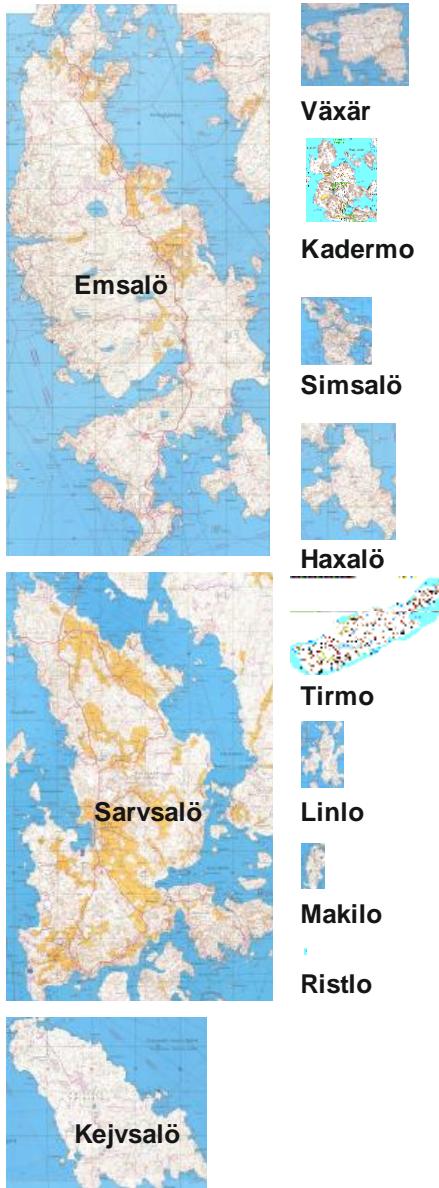 Växär
Kadermo
Emsalö
Simsalö
Haxalö
Tirmo
Sarvsalö
Linlo
Makilo
Ristlo
Kejvsalö